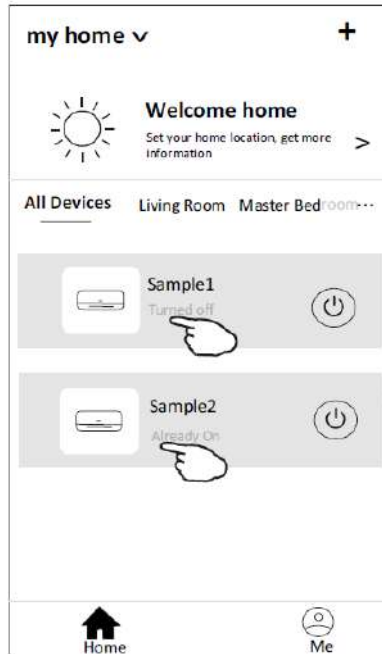 my home
+
Welcome home
Set your home location, get more >
information
All Devices Living Room Master Bedroom ...
Sample1
Turned off
Sample2
Already On
Home Me